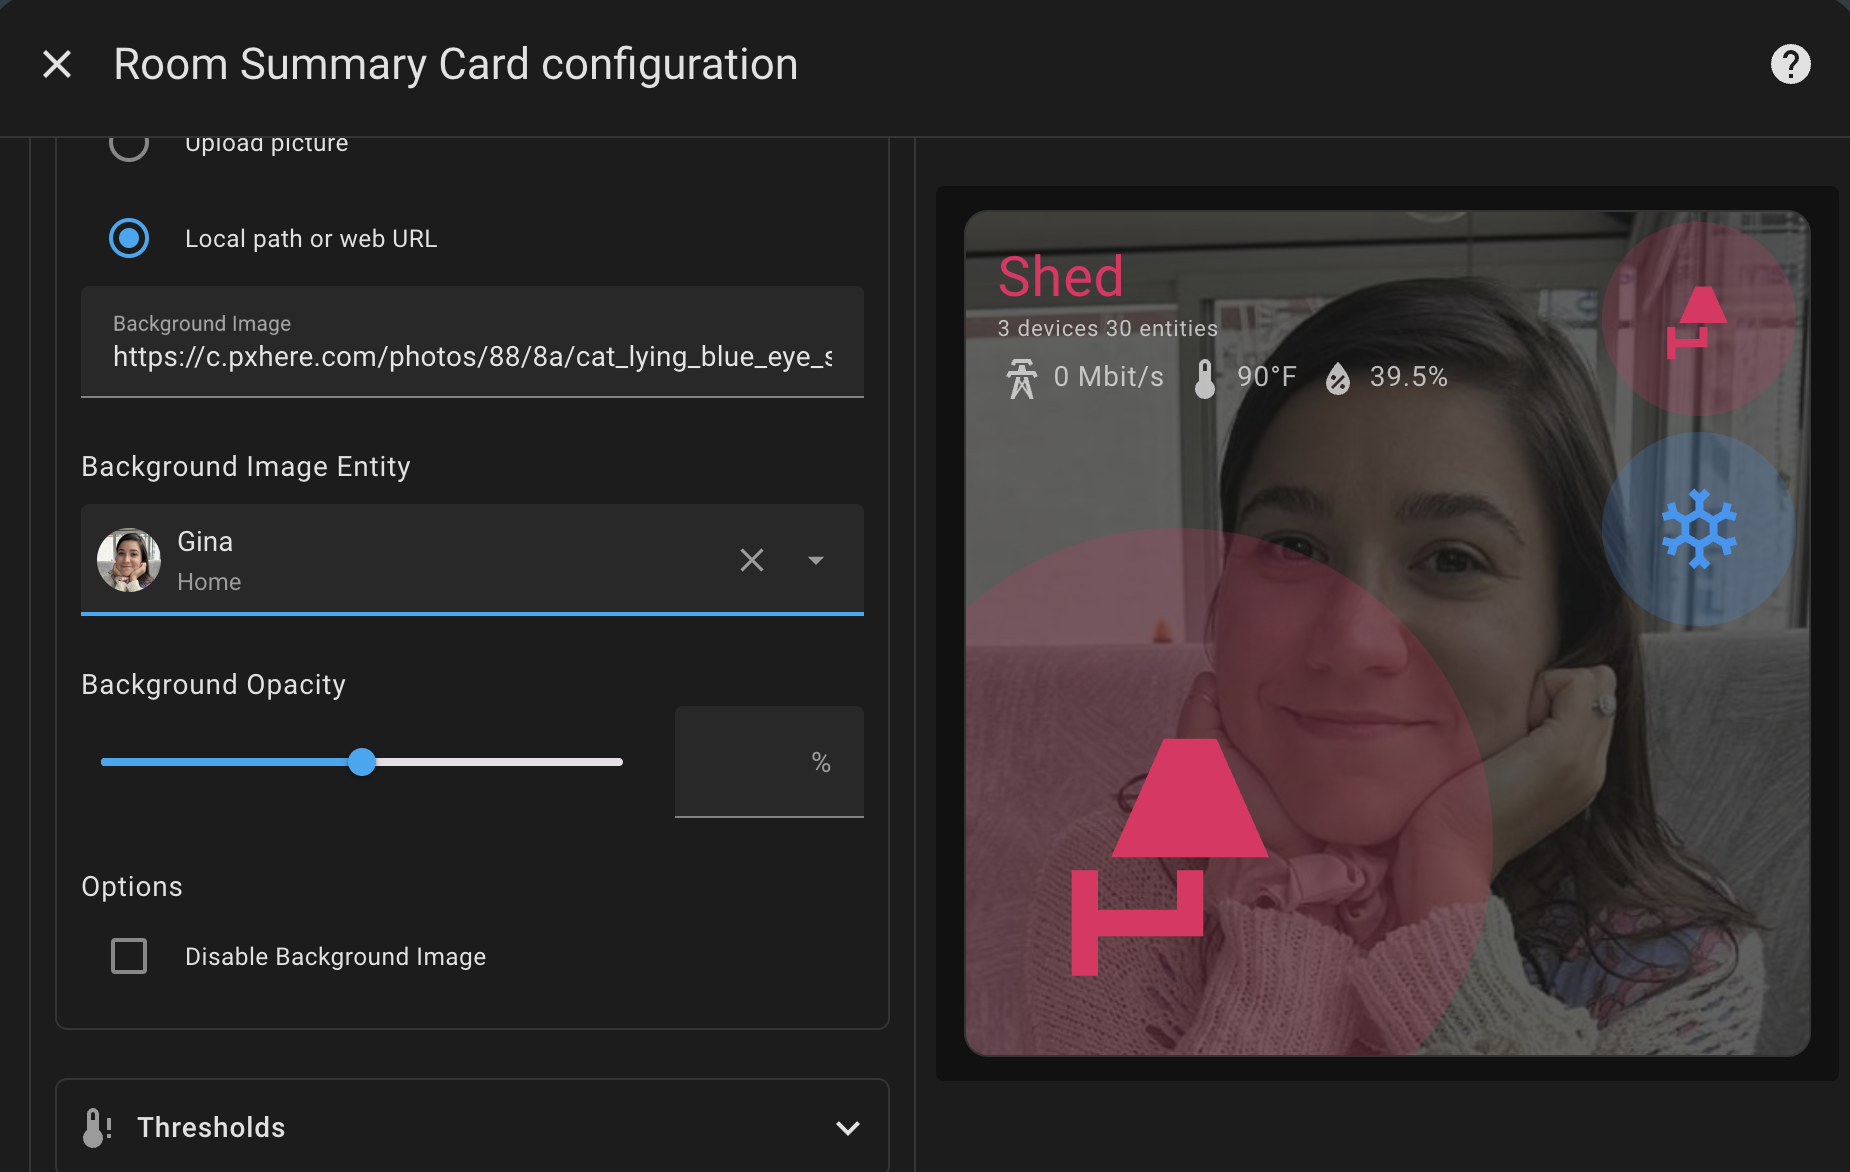 Room Summary Card configuration
Upload picture
Local path or web URL
Background Image
https://c.pxhere.com/photos/88/8a/cat_lying_blue_eye_s
Background Image Entity
Gina
Home
Background Opacity
%
Options
Disable Background Image
Thresholds
Shed
3 devices 30 entities
0 Mbit/s 90°F 39.5%